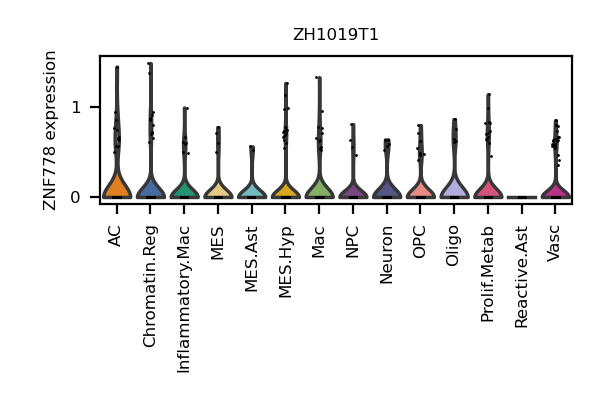 ZH1019T1
ZNF778 expression
1
0
AC
Chromatin.Reg
Inflammatory.Mac
MES
MES.Ast
MES.Hyp
Mac
NPC
Neuron
OPC
Oligo
Prolif.Metab
Reactive.Ast
Vasc